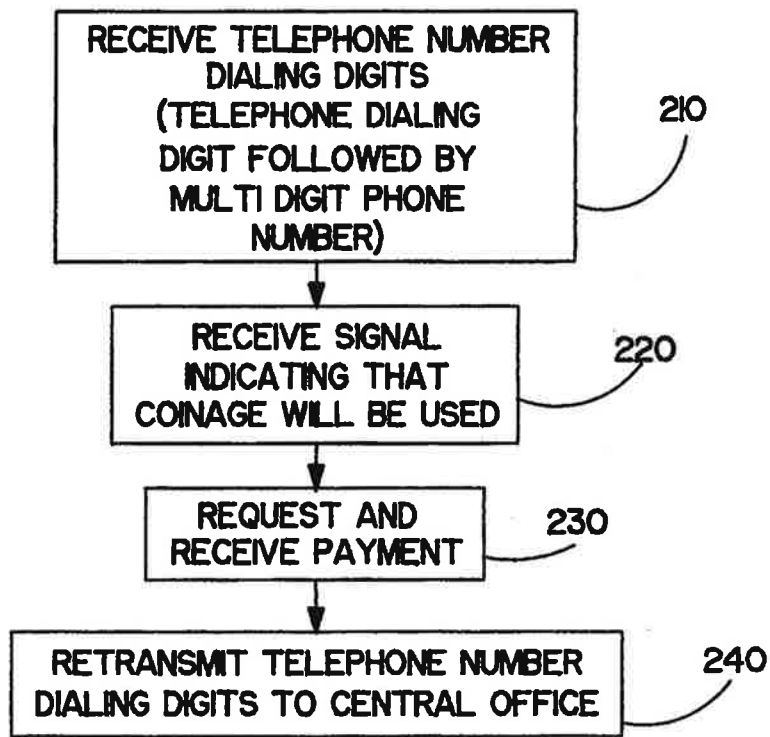 RECEIVE TELEPHONE NUMBER
DIALING DIGITS
(TELEPHONE DIALING
DIGIT FOLLOWED BY
MULTI DIGIT PHONE
NUMBER)
210
RECEIVE SIGNAL
INDICATING THAT
COINAGE WILL BE USED
220
REQUEST AND
RECEIVE PAYMENT
230
RETRANSMIT TELEPHONE NUMBER
DIALING DIGITS TO CENTRAL OFFICE
240